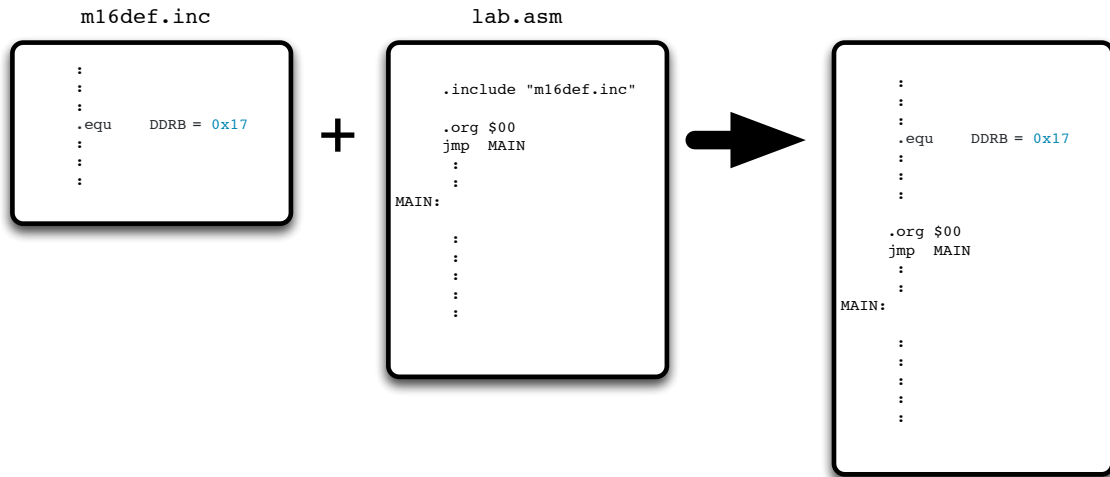 m16def.inc
:
:
:
.equ DDRB = 0x17
:
:
:
+
lab.asm
.include "m16def.inc"
.org $00
jmp MAIN
:
:
MAIN:
:
:
:
:
:
:
:
:
.equ DDRB = 0x17
:
:
:
.org $00
jmp MAIN
:
:
MAIN:
:
:
:
:
: